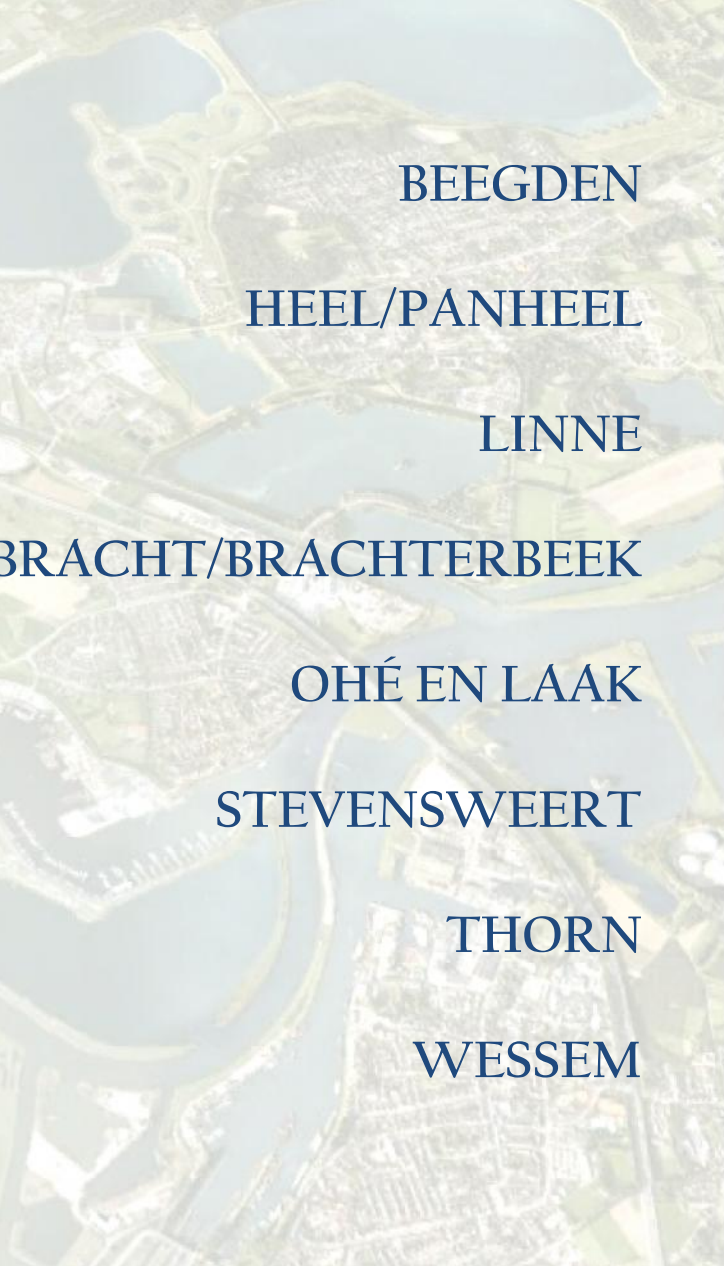 BEEGDEN
HEEL/PANHEEL
LINNE
BRACHT/BRACHTERBEEK
OHÉ EN LAAK
STEVENSWEERT
THORN
WESSEM